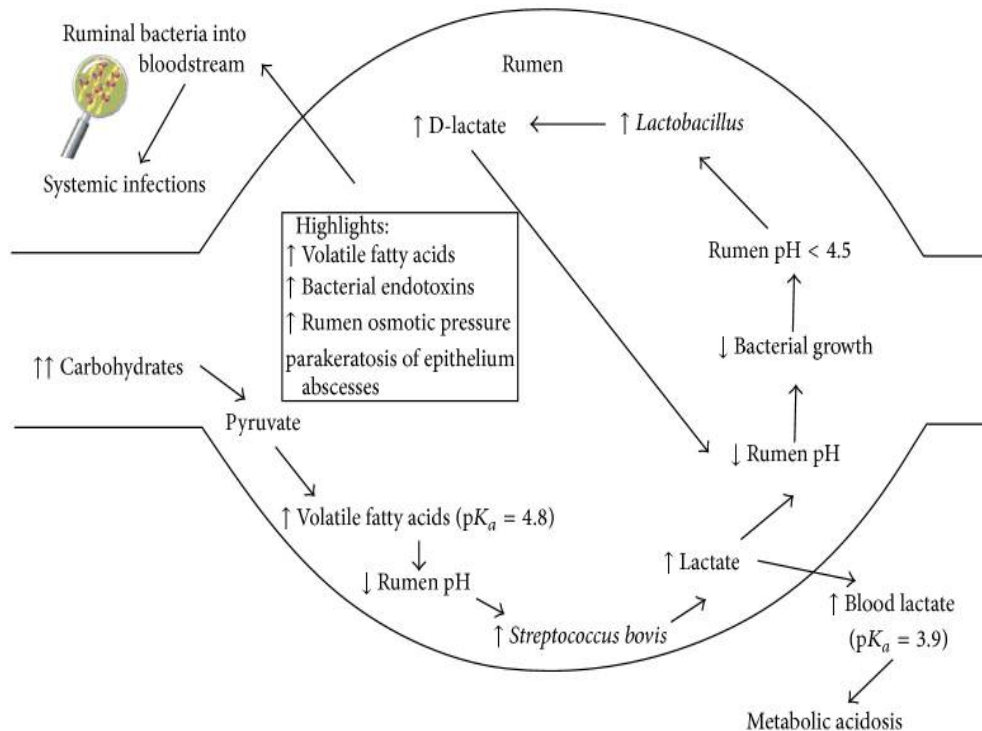 Ruminal bacteria into
bloodstream
Systemic infections
Rumen
↑ D-lactate
↑ Lactobacillus
Rumen pH < 4.5
↓ Bacterial growth
↓ Rumen pH
Highlights:
↑ Volatile fatty acids
↑ Bacterial endotoxins
↑ Rumen osmotic pressure
parakeratosis of epithelium
abscesses
↑↑ Carbohydrates
Pyruvate
↑ Volatile fatty acids (pKa = 4.8)
↓ Rumen pH
↑ Streptococcus bovis
↑ Lactate
↑ Blood lactate
(pKa = 3.9)
Metabolic acidosis